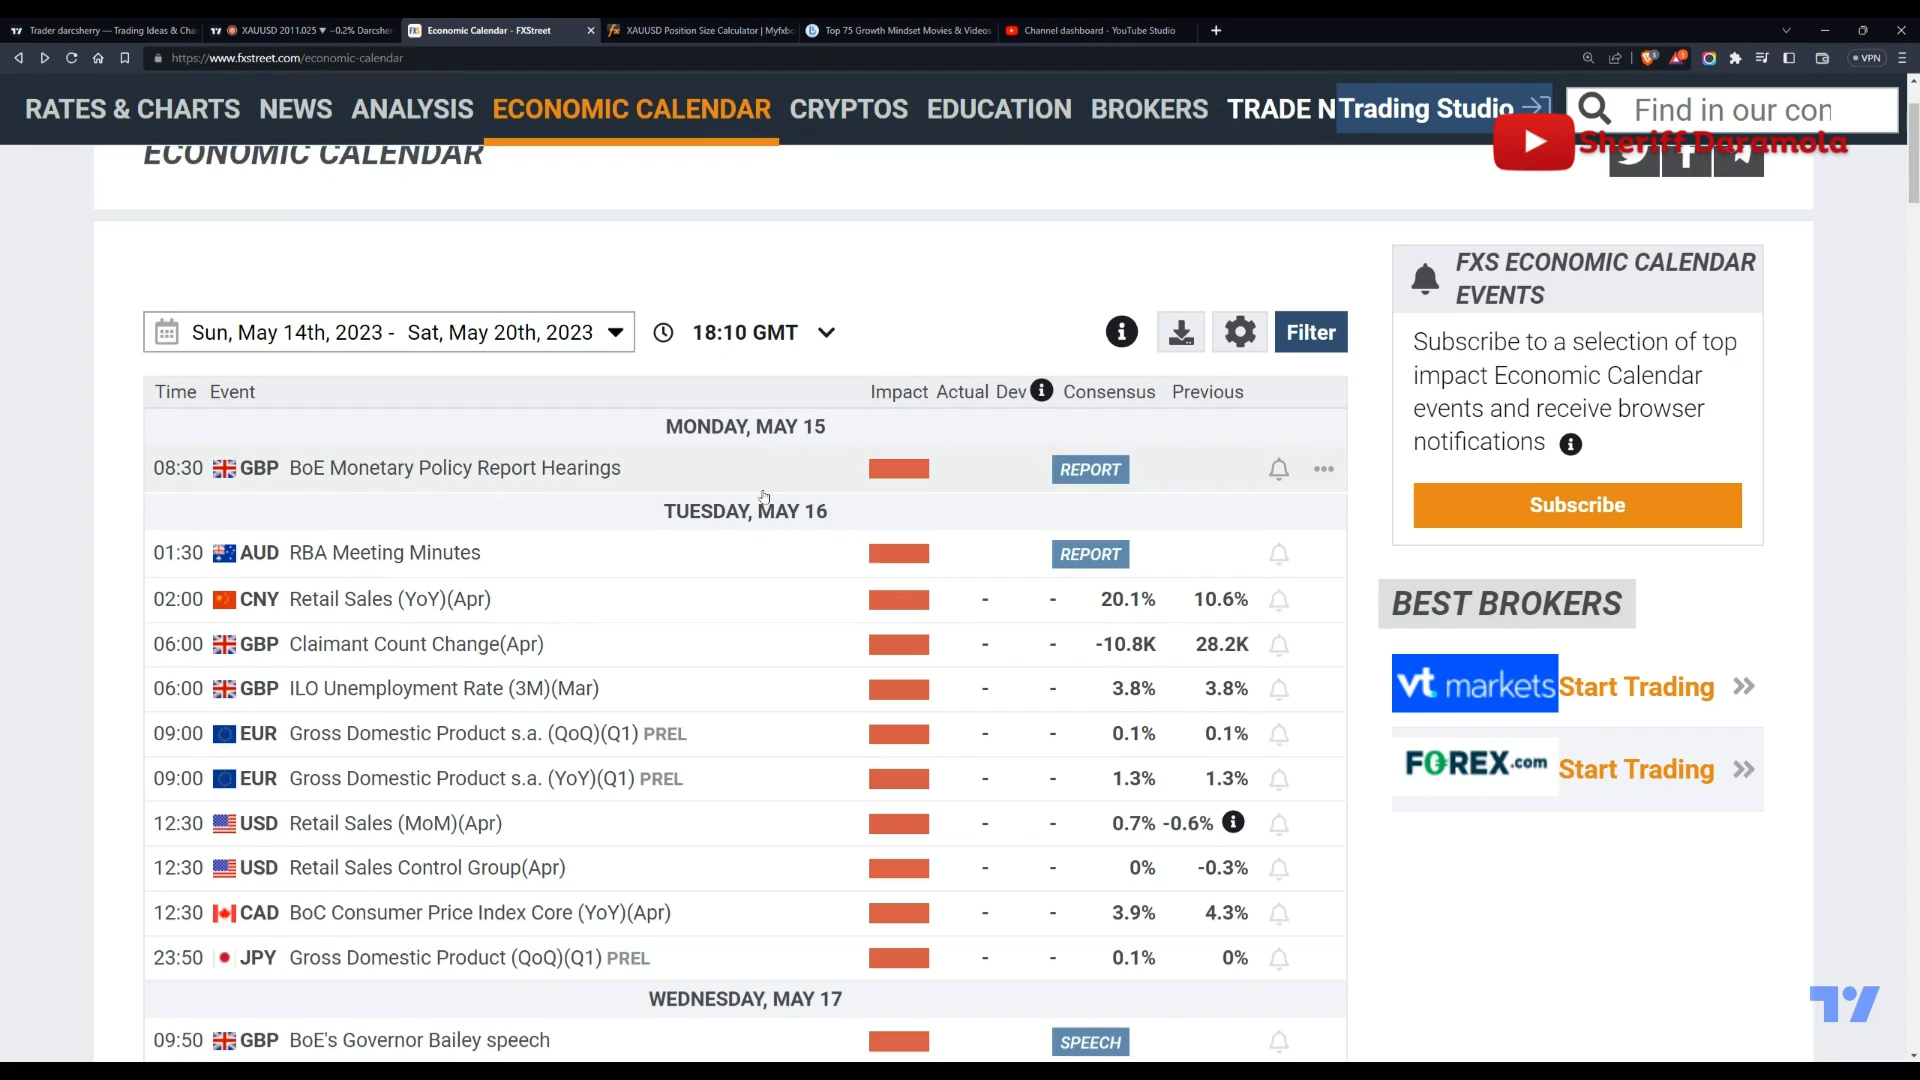 Trader darcsherry — Trading Ideas & Cha
XAUUSD 2011.025 ▼ −0.2% Darcsher
Economic Calendar - FXStreet
XAUUSD Position Size Calculator | Myfxbo
Top 75 Growth Mindset Movies & Videos
Channel dashboard - YouTube Studio
https://www.fxstreet.com/economic-calendar
VPN
RATES & CHARTS NEWS ANALYSIS ECONOMIC CALENDAR CRYPTOS EDUCATION BROKERS TRADE N
Trading Studio
Find in our con
Sheriff Daramola
ECONOMIC CALENDAR
Sun, May 14th, 2023 - Sat, May 20th, 2023
18:10 GMT
Filter
Time Event Impact Actual Dev Consensus Previous
MONDAY, MAY 15
08:30 GBP BoE Monetary Policy Report Hearings REPORT
TUESDAY, MAY 16
01:30 AUD RBA Meeting Minutes REPORT
02:00 CNY Retail Sales (YoY)(Apr) - - 20.1% 10.6%
06:00 GBP Claimant Count Change(Apr) - - -10.8K 28.2K
06:00 GBP ILO Unemployment Rate (3M)(Mar) - - 3.8% 3.8%
09:00 EUR Gross Domestic Product s.a. (QoQ)(Q1) PREL - - 0.1% 0.1%
09:00 EUR Gross Domestic Product s.a. (YoY)(Q1) PREL - - 1.3% 1.3%
12:30 USD Retail Sales (MoM)(Apr) - - 0.7% -0.6%
12:30 USD Retail Sales Control Group(Apr) - - 0% -0.3%
12:30 CAD BoC Consumer Price Index Core (YoY)(Apr) - - 3.9% 4.3%
23:50 JPY Gross Domestic Product (QoQ)(Q1) PREL - - 0.1% 0%
WEDNESDAY, MAY 17
09:50 GBP BoE's Governor Bailey speech SPEECH
FXS ECONOMIC CALENDAR
EVENTS
Subscribe to a selection of top
impact Economic Calendar
events and receive browser
notifications
Subscribe
BEST BROKERS
vt markets Start Trading
FOREX.com Start Trading